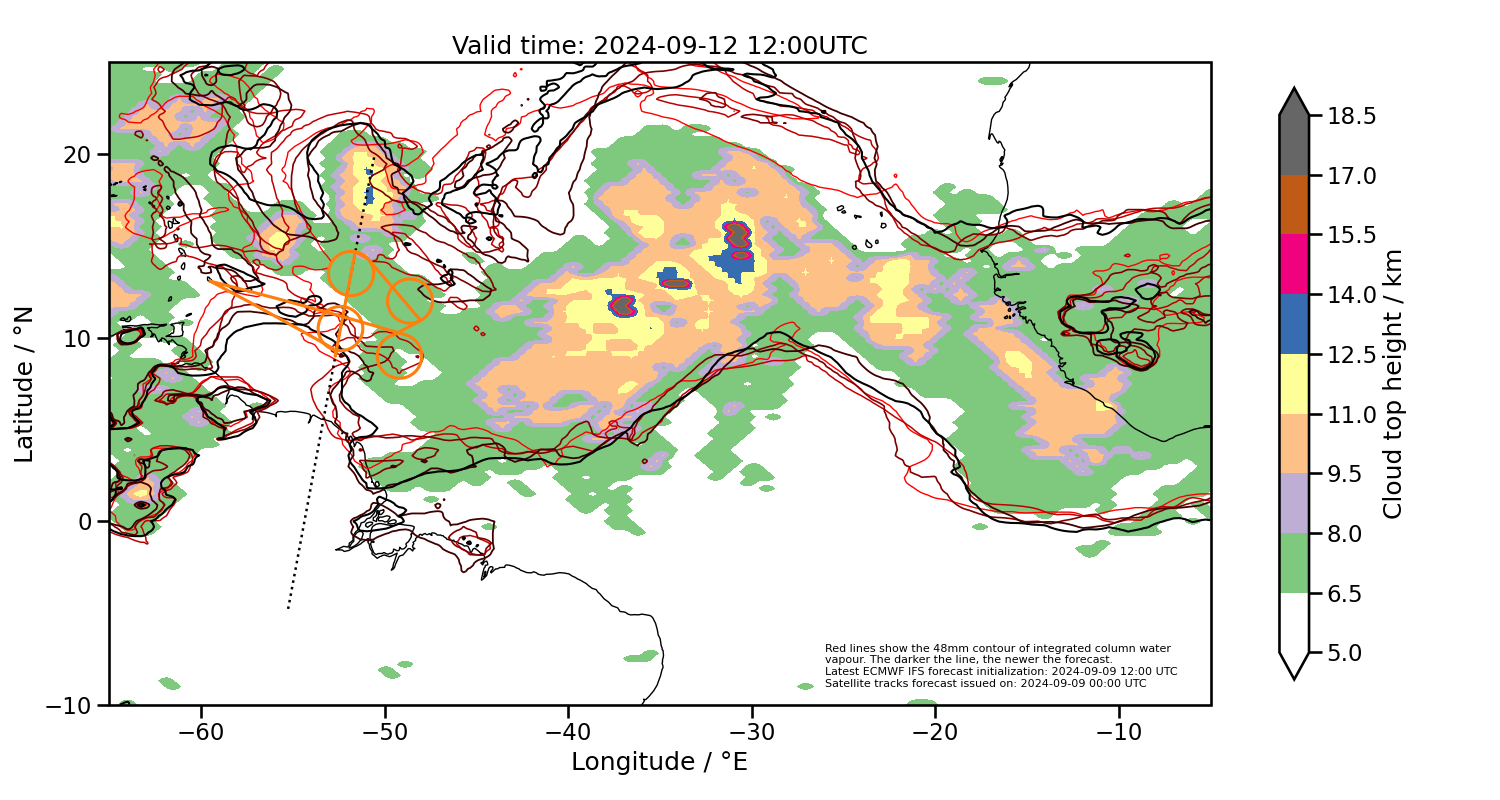 Valid time: 2024-09-12 12:00UTC
Latitude / °N
20
10
0
−10
−60
−50
−40
−30
−20
−10
Longitude / °E
Red lines show the 48mm contour of integrated column water
vapour. The darker the line, the newer the forecast.
Latest ECMWF IFS forecast initialization: 2024-09-09 12:00 UTC
Satellite tracks forecast issued on: 2024-09-09 00:00 UTC
18.5
17.0
15.5
14.0
12.5
11.0
9.5
8.0
6.5
5.0
Cloud top height / km